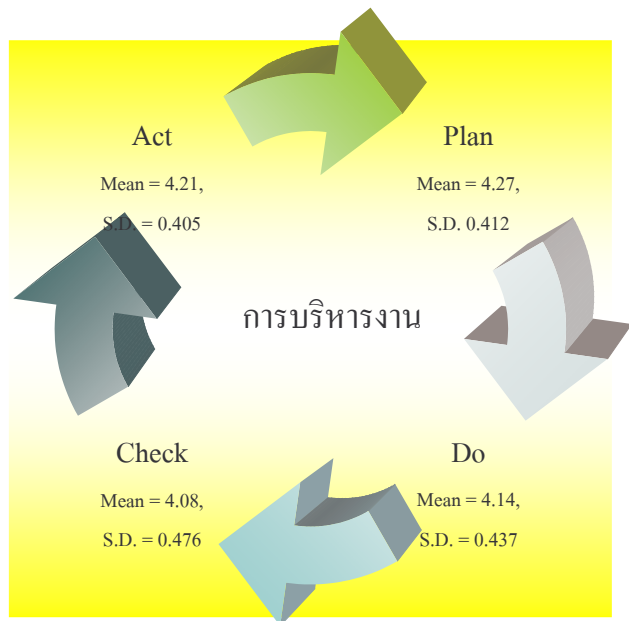 Act
Mean = 4.21,
S.D. = 0.405
Plan
Mean = 4.27,
S.D. 0.412
การบริหารงาน
Check
Mean = 4.08,
S.D. = 0.476
Do
Mean = 4.14,
S.D. = 0.437